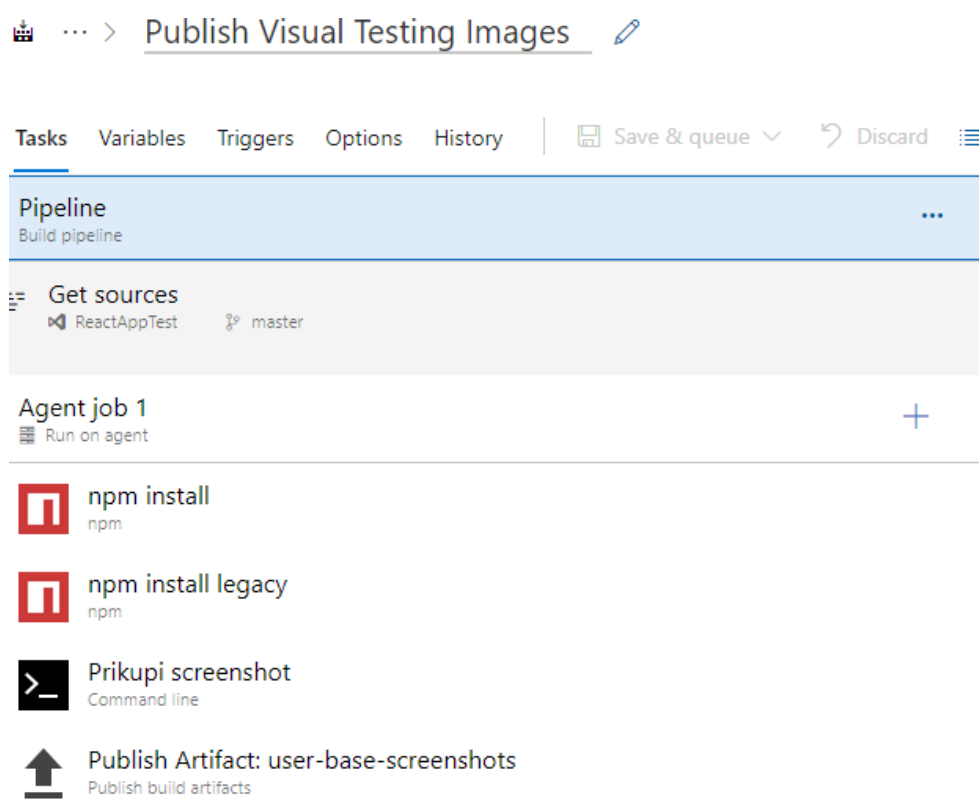 ... > Publish Visual Testing Images
Tasks Variables Triggers Options History Save & queue Discard
Pipeline
Build pipeline
Get sources
ReactAppTest master
Agent job 1
Run on agent
npm install
npm
npm install legacy
npm
Prikupi screenshot
Command line
Publish Artifact: user-base-screenshots
Publish build artifacts